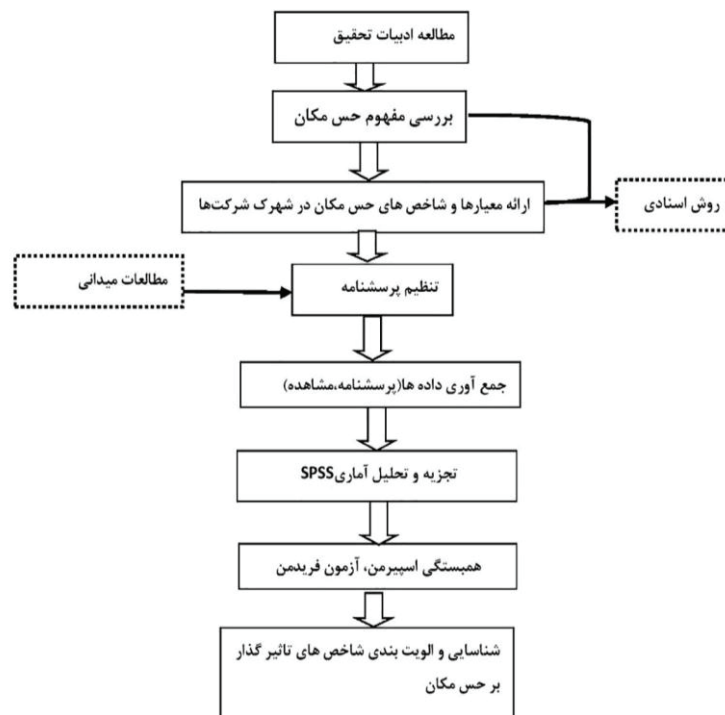 مطالعه ادبیات تحقیق
بررسی مفهوم حس مکان
ارائه معیارها و شاخص های حس مکان در شهرک شرکت‌ها
روش اسنادی
مطالعات میدانی
تنظیم پرسشنامه
جمع آوری داده ها(پرسشنامه،مشاهده)
تجزیه و تحلیل آماریSPSS
همبستگی اسپیرمن، آزمون فریدمن
شناسایی و الویت بندی شاخص های تاثیر گذار
بر حس مکان